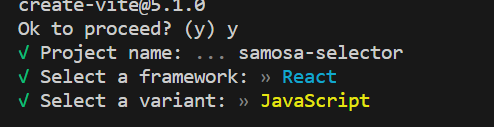 create-vite@5.1.0
Ok to proceed? (y) y
√ Project name: ... samosa-selector
√ Select a framework: » React
√ Select a variant: » JavaScript